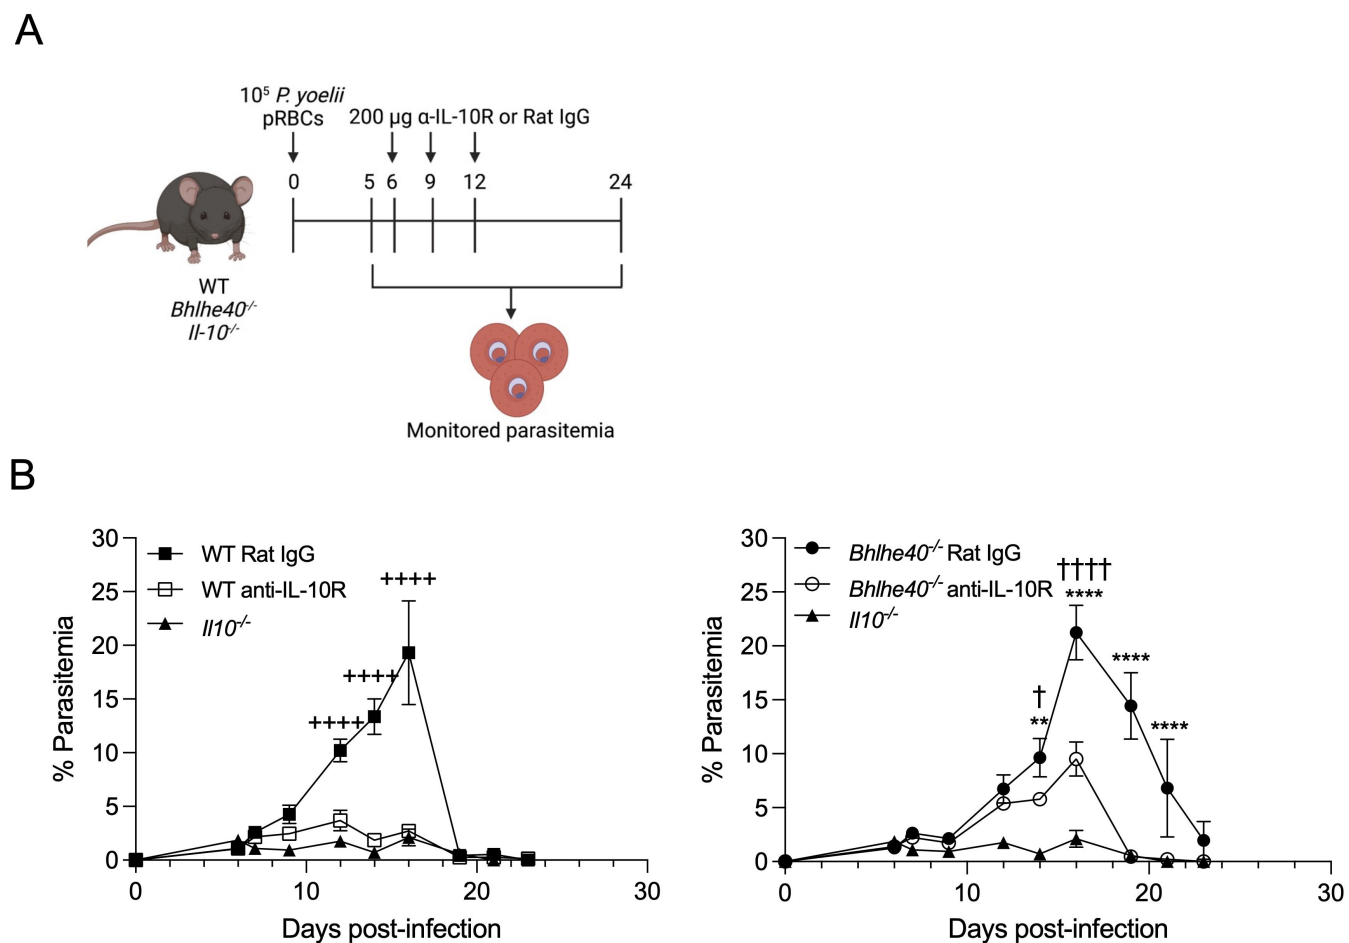 A
10⁵ P. yoelii
pRBCs
200 µg α-IL-10R or Rat IgG
0 5 6 9 12 24
WT
Bhlhe40-/-
Il-10-/-
Monitored parasitemia
B
30
25
20
15
10
5
0
% Parasitemia
WT Rat IgG
WT anti-IL-10R
Il10-/-
++++
++++
++++
0 10 20 30
Days post-infection
30
25
20
15
10
5
0
% Parasitemia
Bhlhe40-/- Rat IgG
Bhlhe40-/- anti-IL-10R
Il10-/-
††††
****
****
†
**
****
0 10 20 30
Days post-infection